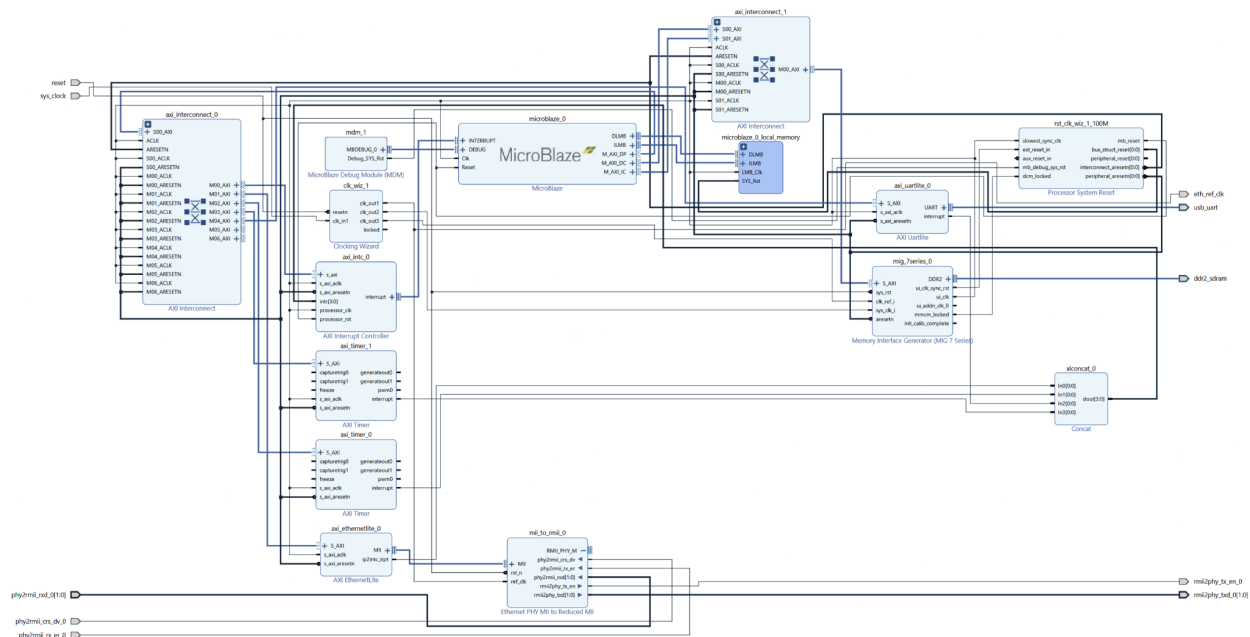 reset
sys_clock
axi_interconnect_0
S00_AXI
ACLK
ARESETN
S00_ACLK
S00_ARESETN
M00_ACLK
M00_ARESETN
M01_ACLK
M01_ARESETN
M02_ACLK
M02_ARESETN
M03_ACLK
M03_ARESETN
M04_ACLK
M04_ARESETN
M05_ACLK
M05_ARESETN
M06_ACLK
M06_ARESETN
M00_AXI
M01_AXI
M02_AXI
M03_AXI
M04_AXI
M05_AXI
M06_AXI
AXI Interconnect
mdm_1
MBDEBUG_0
Debug_SYS_Rst
MicroBlaze Debug Module (MDM)
clk_wiz_1
resetn
clk_in1
clk_out1
clk_out2
clk_out3
locked
Clocking Wizard
axi_intc_0
s_axi
s_axi_aclk
s_axi_aresetn
intr[3:0]
processor_clk
processor_rst
interrupt
AXI Interrupt Controller
axi_timer_1
S_AXI
capturetrig0
capturetrig1
freeze
s_axi_aclk
s_axi_aresetn
generateout0
generateout1
pwm0
interrupt
AXI Timer
axi_timer_0
S_AXI
capturetrig0
capturetrig1
freeze
s_axi_aclk
s_axi_aresetn
generateout0
generateout1
pwm0
interrupt
AXI Timer
axi_ethernetlite_0
S_AXI
s_axi_aclk
s_axi_aresetn
MII
ip2intc_irpt
AXI EthernetLite
microblaze_0
INTERRUPT
DEBUG
Clk
Reset
MicroBlaze
DLMB
ILMB
M_AXI_DP
M_AXI_DC
M_AXI_IC
MicroBlaze
axi_interconnect_1
S00_AXI
S01_AXI
ACLK
ARESETN
S00_ACLK
S00_ARESETN
M00_ACLK
M00_ARESETN
S01_ACLK
S01_ARESETN
M00_AXI
AXI Interconnect
microblaze_0_local_memory
DLMB
ILMB
LMB_Clk
SYS_Rst
rst_clk_wiz_1_100M
slowest_sync_clk
ext_reset_in
aux_reset_in
mb_debug_sys_rst
dcm_locked
mb_reset
bus_struct_reset[0:0]
peripheral_reset[0:0]
interconnect_aresetn[0:0]
peripheral_aresetn[0:0]
Processor System Reset
axi_uartlite_0
S_AXI
s_axi_aclk
s_axi_aresetn
UART
interrupt
AXI Uartlite
mig_7series_0
S_AXI
sys_rst
clk_ref_i
sys_clk_i
aresetn
DDR2
ui_clk_sync_rst
ui_clk
ui_addn_clk_0
mmcm_locked
init_calib_complete
Memory Interface Generator (MIG 7 Series)
xlconcat_0
In0[0:0]
In1[0:0]
In2[0:0]
In3[0:0]
dout[3:0]
Concat
mii_to_rmii_0
MII
rst_n
ref_clk
RMII_PHY_M
phy2rmii_crs_dv
phy2rmii_rx_er
phy2rmii_rxd[1:0]
rmii2phy_tx_en
rmii2phy_txd[1:0]
Ethernet PHY MII to Reduced MII
eth_ref_clk
usb_uart
ddr2_sdram
rmii2phy_tx_en_0
rmii2phy_txd_0[1:0]
phy2rmii_rxd_0[1:0]
phy2rmii_crs_dv_0
phy2rmii_rx_er_0